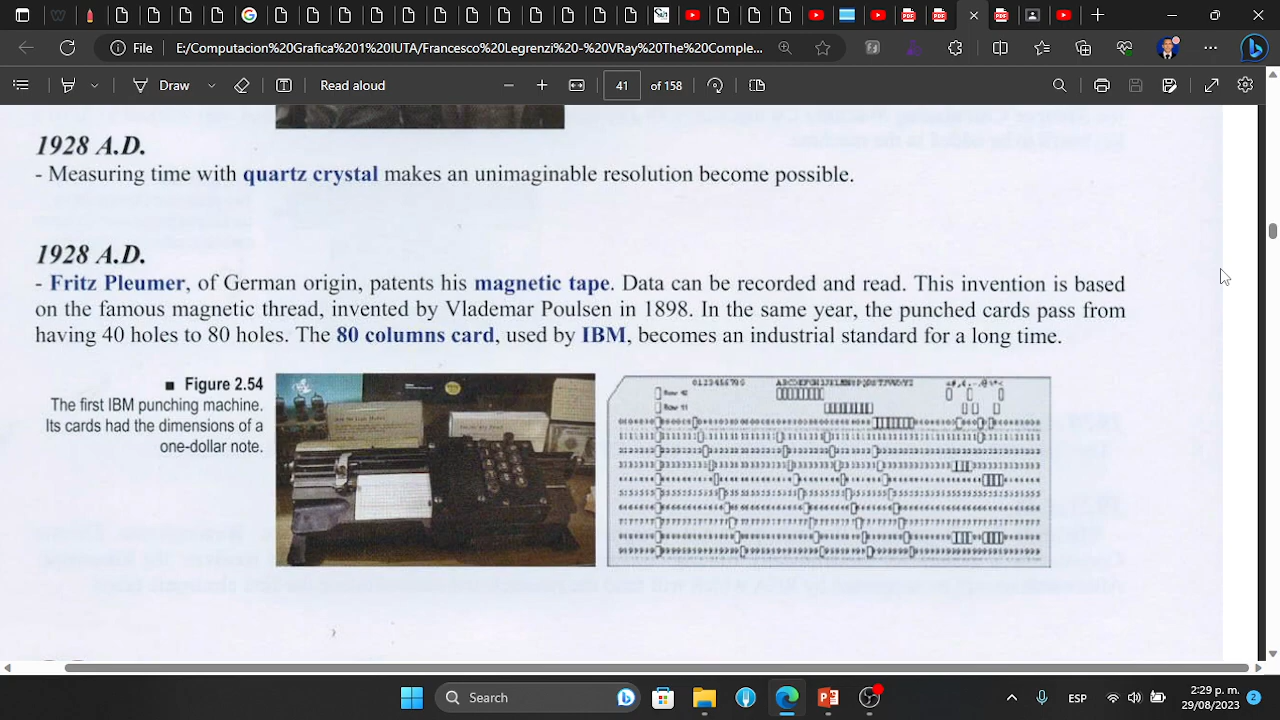 File
E:/Computacion%20Grafica%201%20IUTA/Francesco%20Legrenzi%20-%20VRay%20The%20Comple...
Draw
Read aloud
41
of 158
1928 A.D.
- Measuring time with quartz crystal makes an unimaginable resolution become possible.
1928 A.D.
- Fritz Pleumer, of German origin, patents his magnetic tape. Data can be recorded and read. This invention is based
on the famous magnetic thread, invented by Vlademar Poulsen in 1898. In the same year, the punched cards pass from
having 40 holes to 80 holes. The 80 columns card, used by IBM, becomes an industrial standard for a long time.
■ Figure 2.54
The first IBM punching machine.
Its cards had the dimensions of a
one-dollar note.
Search
ESP
2:29 p. m.
29/08/2023
2